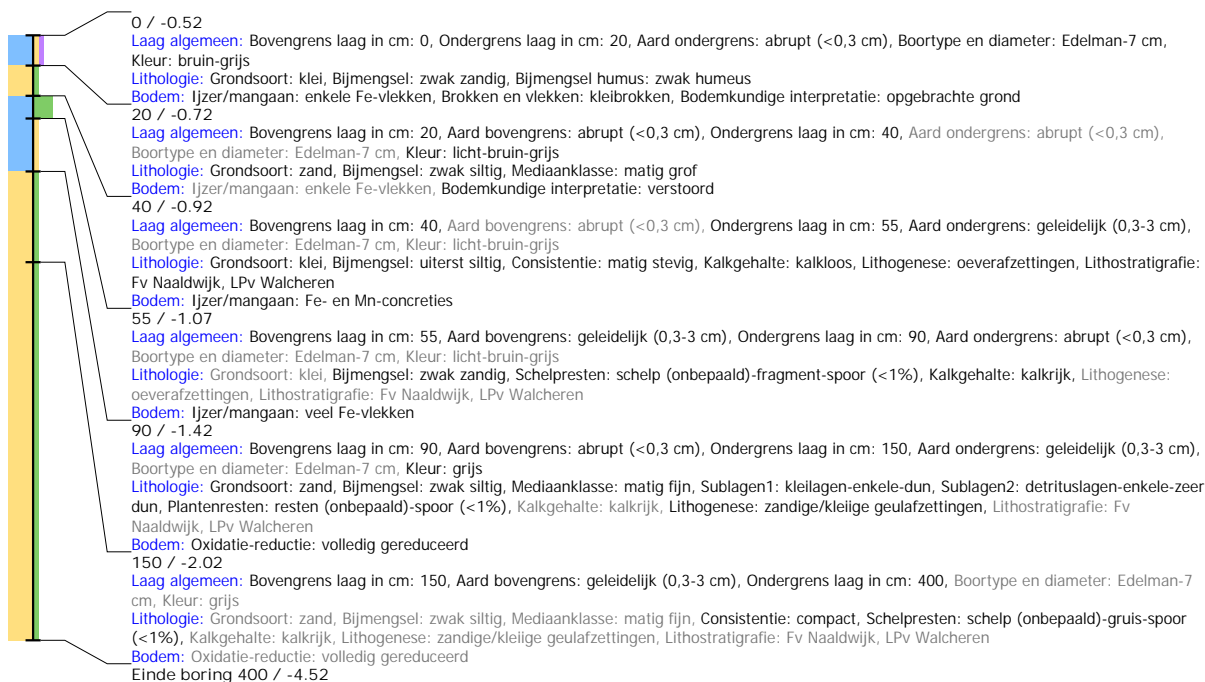 0 / -0.52
Laag algemeen: Bovengrens laag in cm: 0, Ondergrens laag in cm: 20, Aard ondergrens: abrupt (<0,3 cm), Boortype en diameter: Edelman-7 cm,
Kleur: bruin-grijs
Lithologie: Grondsoort: klei, Bijmengsel: zwak zandig, Bijmengsel humus: zwak humeus
Bodem: Ijzer/mangaan: enkele Fe-vlekken, Brokken en vlekken: kleibrokken, Bodemkundige interpretatie: opgebrachte grond
20 / -0.72
Laag algemeen: Bovengrens laag in cm: 20, Aard bovengrens: abrupt (<0,3 cm), Ondergrens laag in cm: 40, Aard ondergrens: abrupt (<0,3 cm),
Boortype en diameter: Edelman-7 cm, Kleur: licht-bruin-grijs
Lithologie: Grondsoort: zand, Bijmengsel: zwak siltig, Mediaanklasse: matig grof
Bodem: Ijzer/mangaan: enkele Fe-vlekken, Bodemkundige interpretatie: verstoord
40 / -0.92
Laag algemeen: Bovengrens laag in cm: 40, Aard bovengrens: abrupt (<0,3 cm), Ondergrens laag in cm: 55, Aard ondergrens: geleidelijk (0,3-3 cm),
Boortype en diameter: Edelman-7 cm, Kleur: licht-bruin-grijs
Lithologie: Grondsoort: klei, Bijmengsel: uiterst siltig, Consistentie: matig stevig, Kalkgehalte: kalkloos, Lithogenese: oeverafzettingen, Lithostratigrafie:
Fv Naaldwijk, LPv Walcheren
Bodem: Ijzer/mangaan: Fe- en Mn-concreties
55 / -1.07
Laag algemeen: Bovengrens laag in cm: 55, Aard bovengrens: geleidelijk (0,3-3 cm), Ondergrens laag in cm: 90, Aard ondergrens: abrupt (<0,3 cm),
Boortype en diameter: Edelman-7 cm, Kleur: licht-bruin-grijs
Lithologie: Grondsoort: klei, Bijmengsel: zwak zandig, Schelpresten: schelp (onbepaald)-fragment-spoor (<1%), Kalkgehalte: kalkrijk, Lithogenese:
oeverafzettingen, Lithostratigrafie: Fv Naaldwijk, LPv Walcheren
Bodem: Ijzer/mangaan: veel Fe-vlekken
90 / -1.42
Laag algemeen: Bovengrens laag in cm: 90, Aard bovengrens: abrupt (<0,3 cm), Ondergrens laag in cm: 150, Aard ondergrens: geleidelijk (0,3-3 cm),
Boortype en diameter: Edelman-7 cm, Kleur: grijs
Lithologie: Grondsoort: zand, Bijmengsel: zwak siltig, Mediaanklasse: matig fijn, Sublagen1: kleilagen-enkele-dun, Sublagen2: detrituslagen-enkele-zeer
dun, Plantenresten: resten (onbepaald)-spoor (<1%), Kalkgehalte: kalkrijk, Lithogenese: zandige/kleiige geulafzettingen, Lithostratigrafie: Fv
Naaldwijk, LPv Walcheren
Bodem: Oxidatie-reductie: volledig gereduceerd
150 / -2.02
Laag algemeen: Bovengrens laag in cm: 150, Aard bovengrens: geleidelijk (0,3-3 cm), Ondergrens laag in cm: 400, Boortype en diameter: Edelman-7
cm, Kleur: grijs
Lithologie: Grondsoort: zand, Bijmengsel: zwak siltig, Mediaanklasse: matig fijn, Consistentie: compact, Schelpresten: schelp (onbepaald)-gruis-spoor
(<1%), Kalkgehalte: kalkrijk, Lithogenese: zandige/kleiige geulafzettingen, Lithostratigrafie: Fv Naaldwijk, LPv Walcheren
Bodem: Oxidatie-reductie: volledig gereduceerd
Einde boring 400 / -4.52